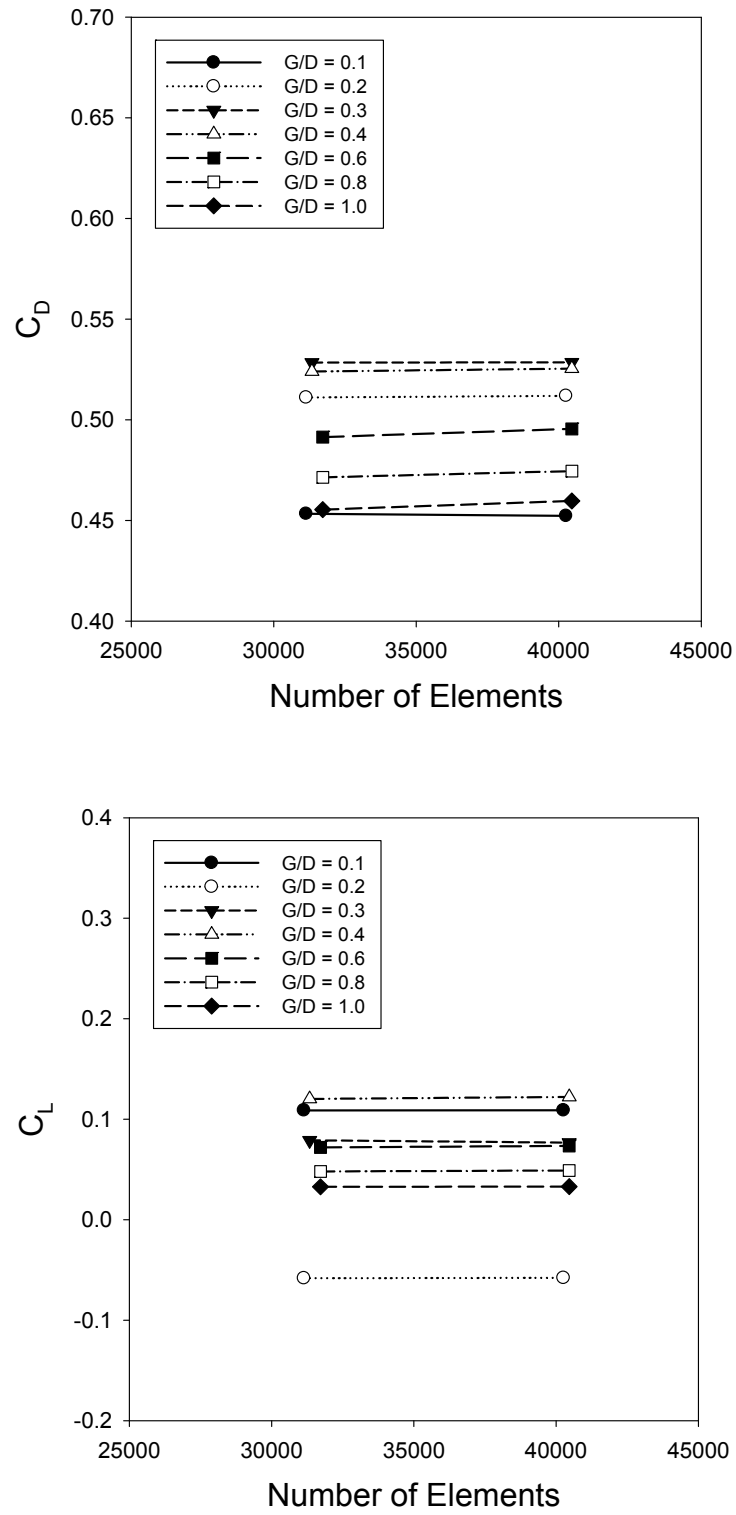 0.70
0.65
0.60
0.55
0.50
0.45
0.40
C_D
G/D = 0.1
G/D = 0.2
G/D = 0.3
G/D = 0.4
G/D = 0.6
G/D = 0.8
G/D = 1.0
25000 30000 35000 40000 45000
Number of Elements
0.4
0.3
0.2
0.1
0.0
-0.1
-0.2
C_L
G/D = 0.1
G/D = 0.2
G/D = 0.3
G/D = 0.4
G/D = 0.6
G/D = 0.8
G/D = 1.0
25000 30000 35000 40000 45000
Number of Elements